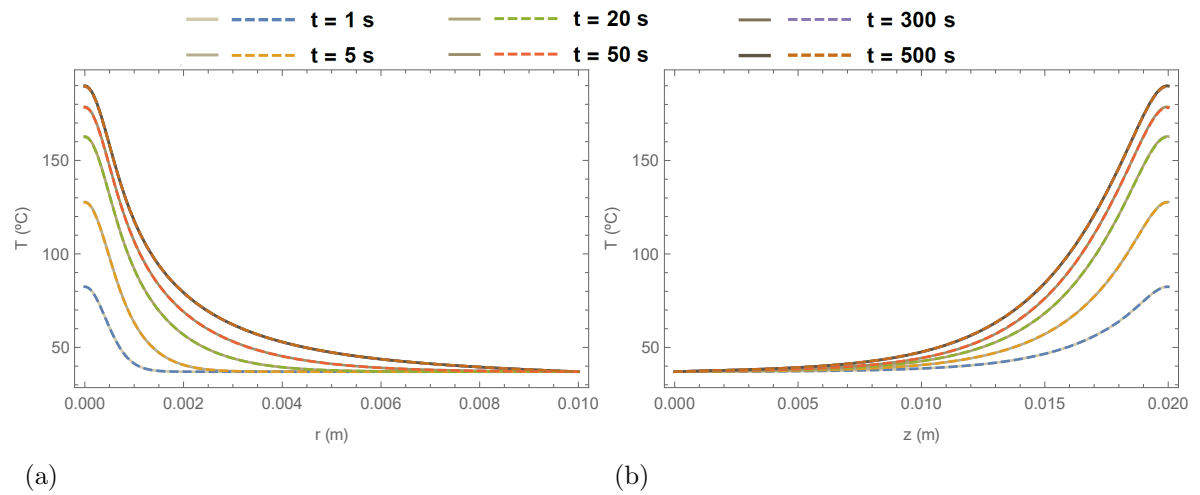 t = 1 s t = 20 s t = 300 s
t = 5 s t = 50 s t = 500 s
150
100
50
T (ºC)
0.000 0.002 0.004 0.006 0.008 0.010
r (m)
150
100
50
T (ºC)
0.000 0.005 0.010 0.015 0.020
z (m)
(a) (b)